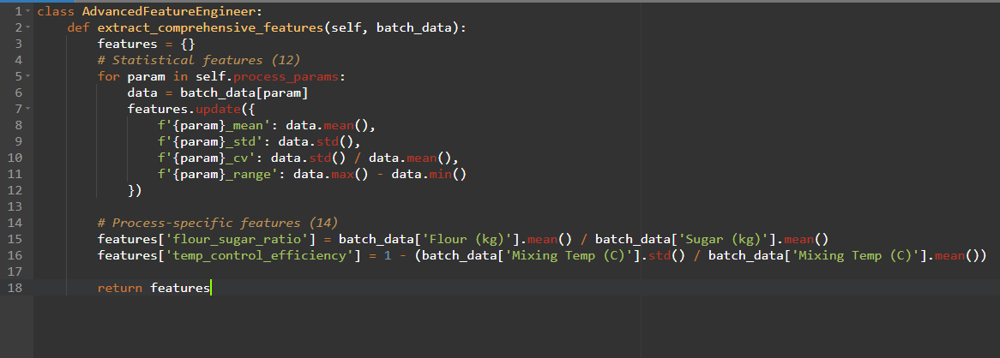 1 class AdvancedFeatureEngineer:
2     def extract_comprehensive_features(self, batch_data):
3         features = {}
4         # Statistical features (12)
5         for param in self.process_params:
6             data = batch_data[param]
7             features.update({
8                 f'{param}_mean': data.mean(),
9                 f'{param}_std': data.std(),
10                 f'{param}_cv': data.std() / data.mean(),
11                 f'{param}_range': data.max() - data.min()
12             })
13
14         # Process-specific features (14)
15         features['flour_sugar_ratio'] = batch_data['Flour (kg)'].mean() / batch_data['Sugar (kg)'].mean()
16         features['temp_control_efficiency'] = 1 - (batch_data['Mixing Temp (C)'].std() / batch_data['Mixing Temp (C)'].mean())
17
18         return features